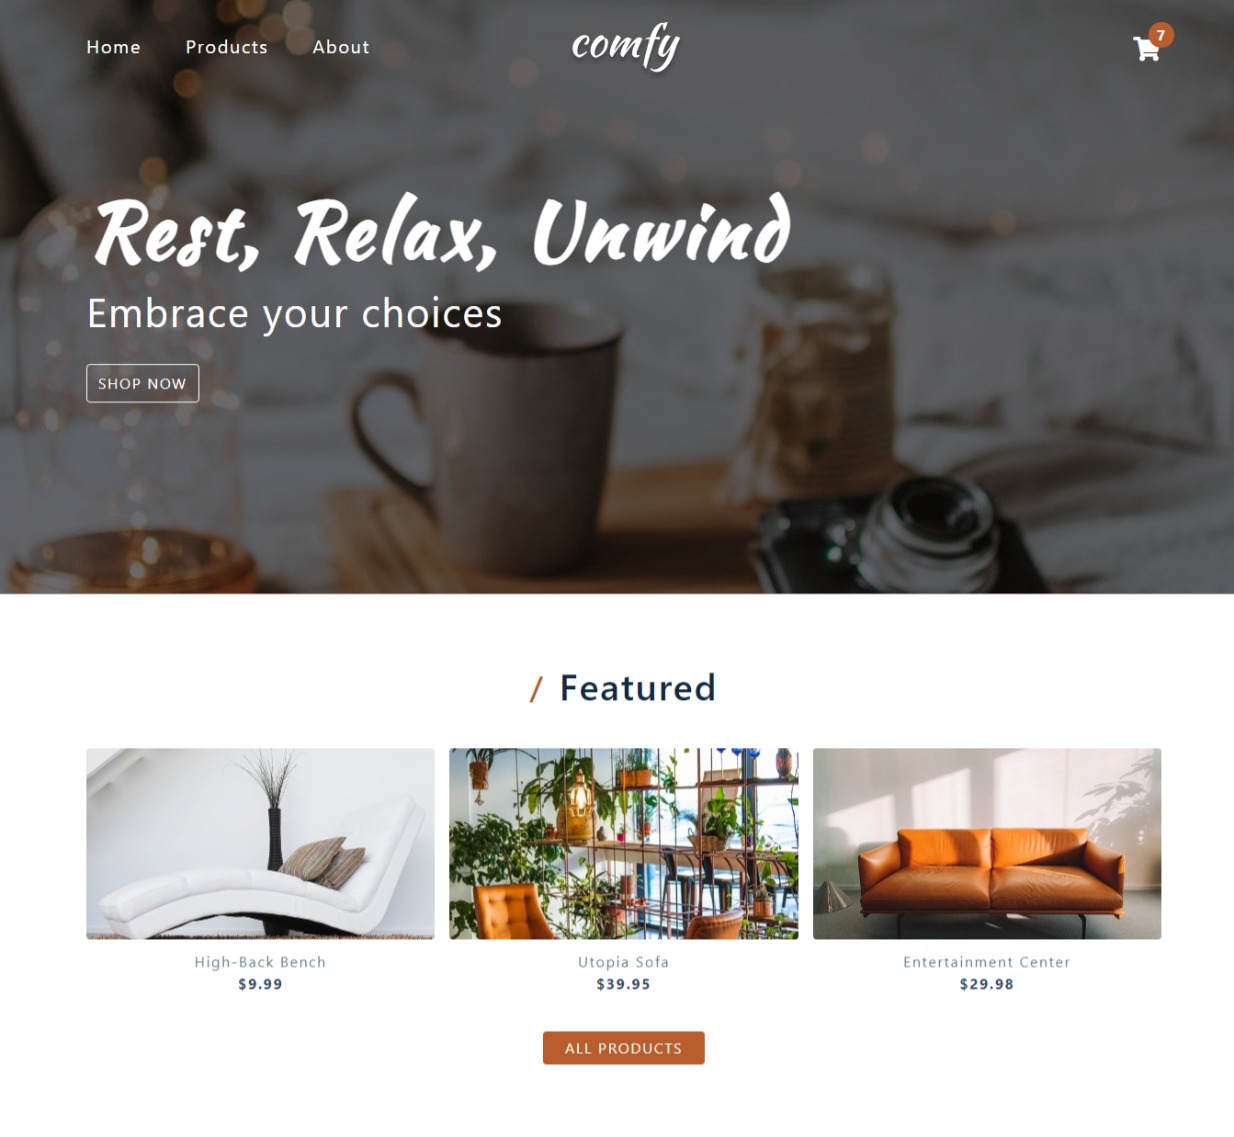 Home Products About
comfy
7
Rest, Relax, Unwind
Embrace your choices
SHOP NOW
/ Featured
High-Back Bench
$9.99
Utopia Sofa
$39.95
Entertainment Center
$29.98
ALL PRODUCTS